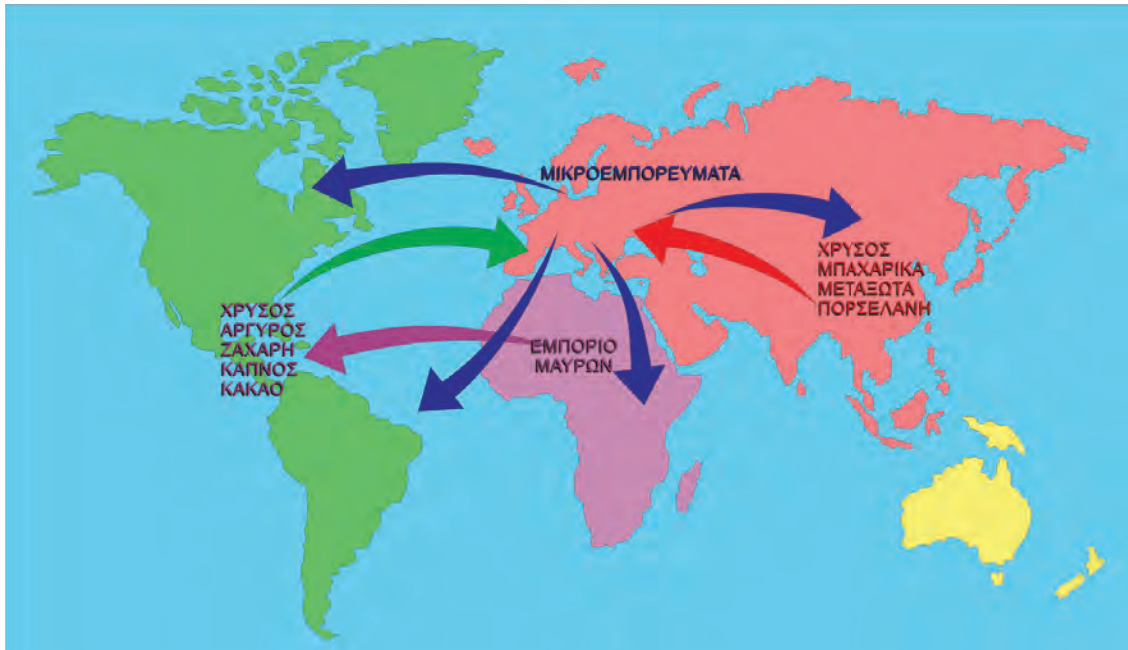 ΜΙΚΡΟΕΜΠΟΡΕΥΜΑΤΑ
ΧΡΥΣΟΣ
ΜΠΑΧΑΡΙΚΑ
ΜΕΤΑΞΩΤΑ
ΠΟΡΣΕΛΑΝΗ
ΧΡΥΣΟΣ
ΑΡΓΥΡΟΣ
ΖΑΧΑΡΗ
ΚΑΠΝΟΣ
ΚΑΚΑΟ
ΕΜΠΟΡΙΟ
ΜΑΥΡΩΝ